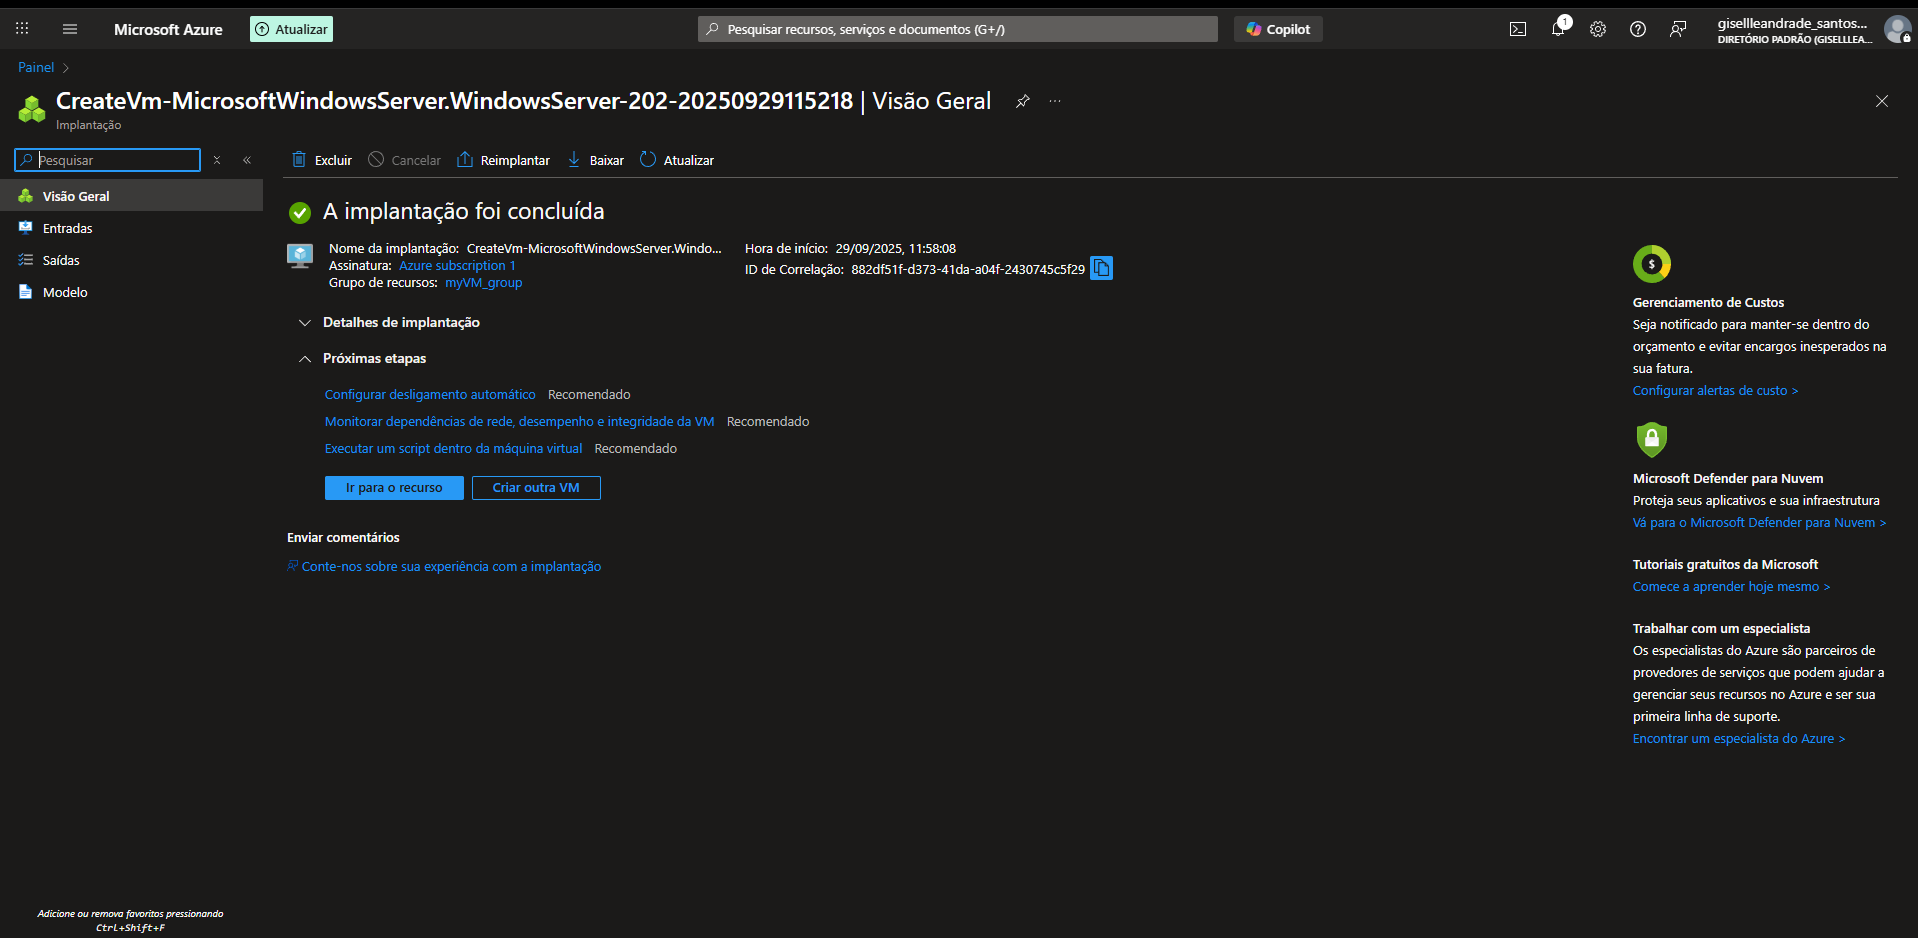 Microsoft Azure
Atualizar
Pesquisar recursos, serviços e documentos (G+/)
Copilot
1
gisellleandrade_santos...
DIRETÓRIO PADRÃO (GISELLLEA...
Painel
CreateVm-MicrosoftWindowsServer.WindowsServer-202-20250929115218 | Visão Geral
Implantação
Pesquisar
Excluir
Cancelar
Reimplantar
Baixar
Atualizar
Visão Geral
Entradas
Saídas
Modelo
A implantação foi concluída
Nome da implantação: CreateVm-MicrosoftWindowsServer.Windo...
Assinatura: Azure subscription 1
Grupo de recursos: myVM_group
Hora de início: 29/09/2025, 11:58:08
ID de Correlação: 882df51f-d373-41da-a04f-2430745c5f29
Detalhes de implantação
Próximas etapas
Configurar desligamento automático Recomendado
Monitorar dependências de rede, desempenho e integridade da VM Recomendado
Executar um script dentro da máquina virtual Recomendado
Ir para o recurso
Criar outra VM
Enviar comentários
Conte-nos sobre sua experiência com a implantação
Gerenciamento de Custos
Seja notificado para manter-se dentro do
orçamento e evitar encargos inesperados na
sua fatura.
Configurar alertas de custo >
Microsoft Defender para Nuvem
Proteja seus aplicativos e sua infraestrutura
Vá para o Microsoft Defender para Nuvem >
Tutoriais gratuitos da Microsoft
Comece a aprender hoje mesmo >
Trabalhar com um especialista
Os especialistas do Azure são parceiros de
provedores de serviços que podem ajudar a
gerenciar seus recursos no Azure e ser sua
primeira linha de suporte.
Encontrar um especialista do Azure >
Adicione ou remova favoritos pressionando
Ctrl+Shift+F